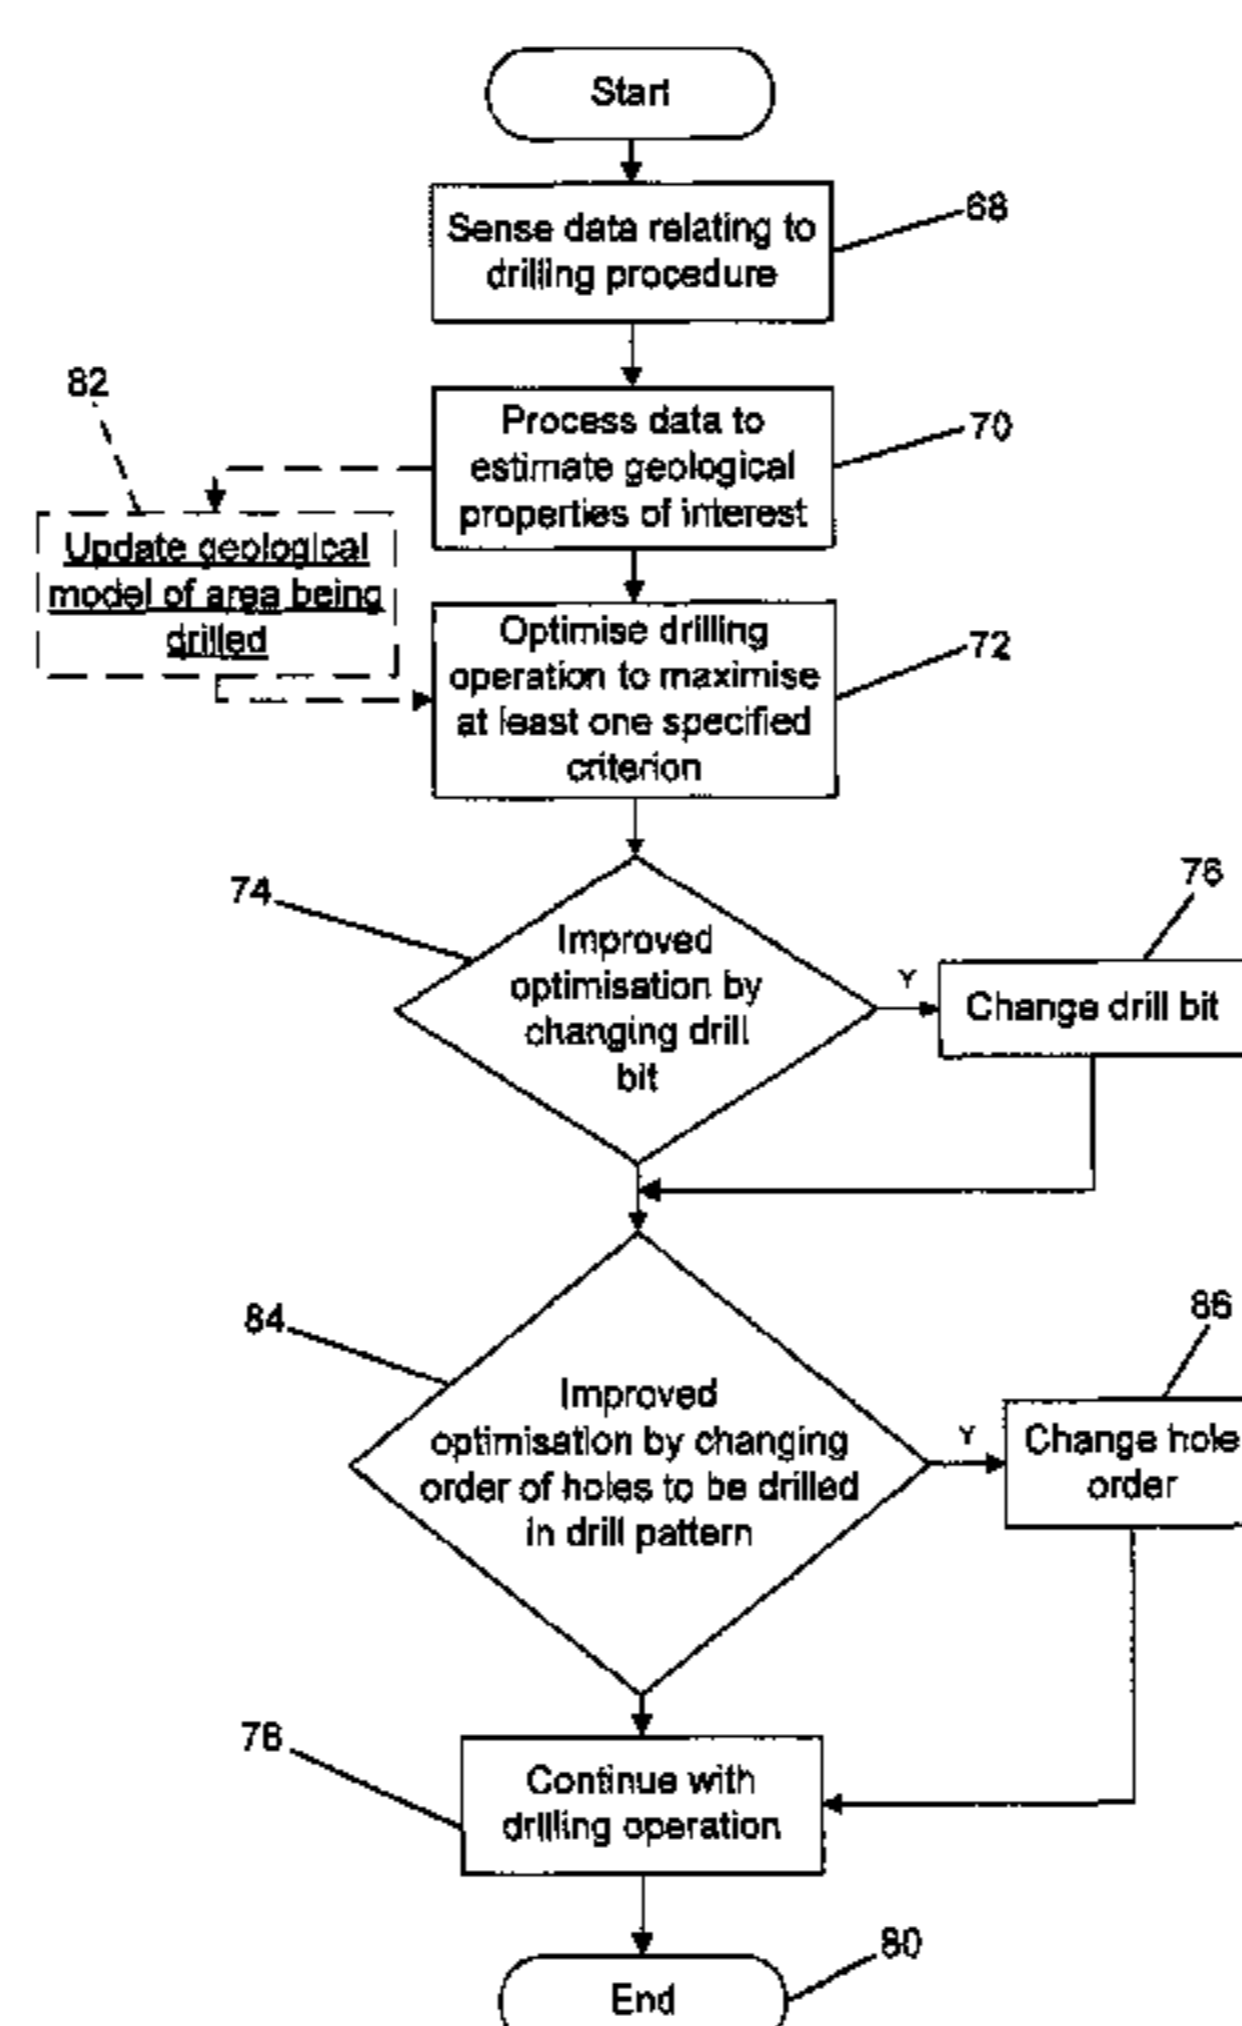 Start
Sense data relating to
drilling procedure
68
82
Process data to
estimate geological
properties of interest
70
Update geological
model of area being
drilled
Optimise drilling
operation to maximise
at least one specified
criterion
72
74
Improved
optimisation by
changing drill
bit
Y
76
Change drill bit
84
Improved
optimisation by changing
order of holes to be drilled
in drill pattern
Y
86
Change hole
order
78
Continue with
drilling operation
80
End